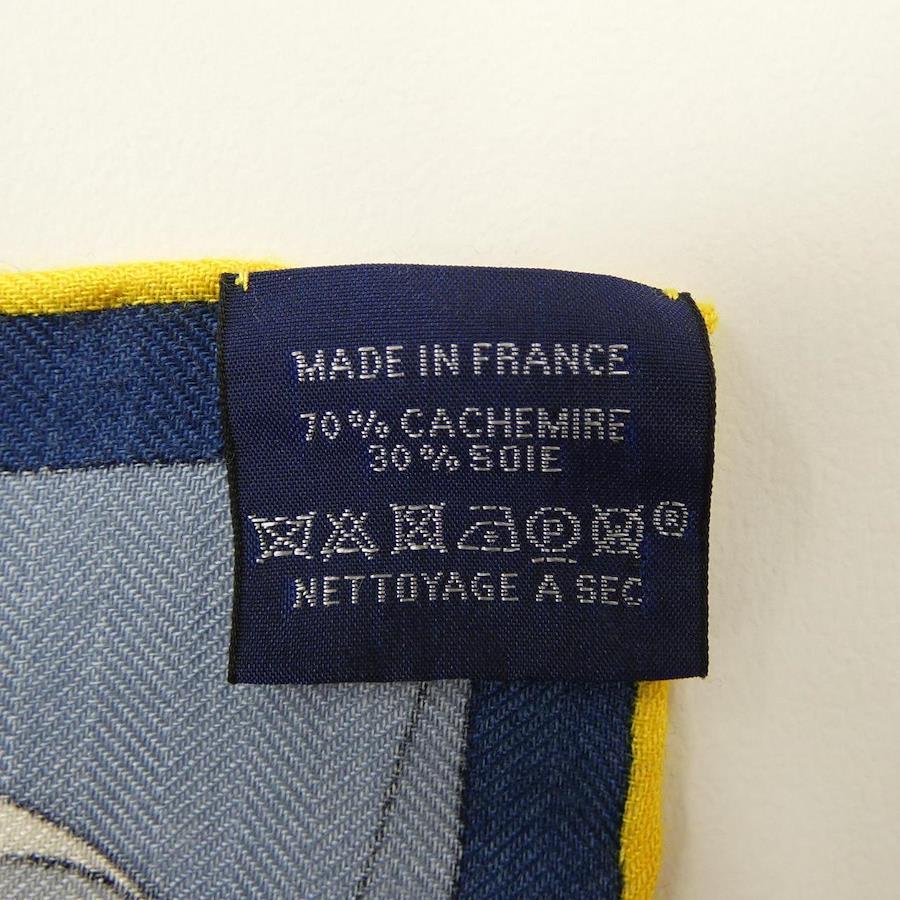 MADE IN FRANCE
70% CACHEMIRE
30% SOIE
P W ®
NETTOYAGE A SEC